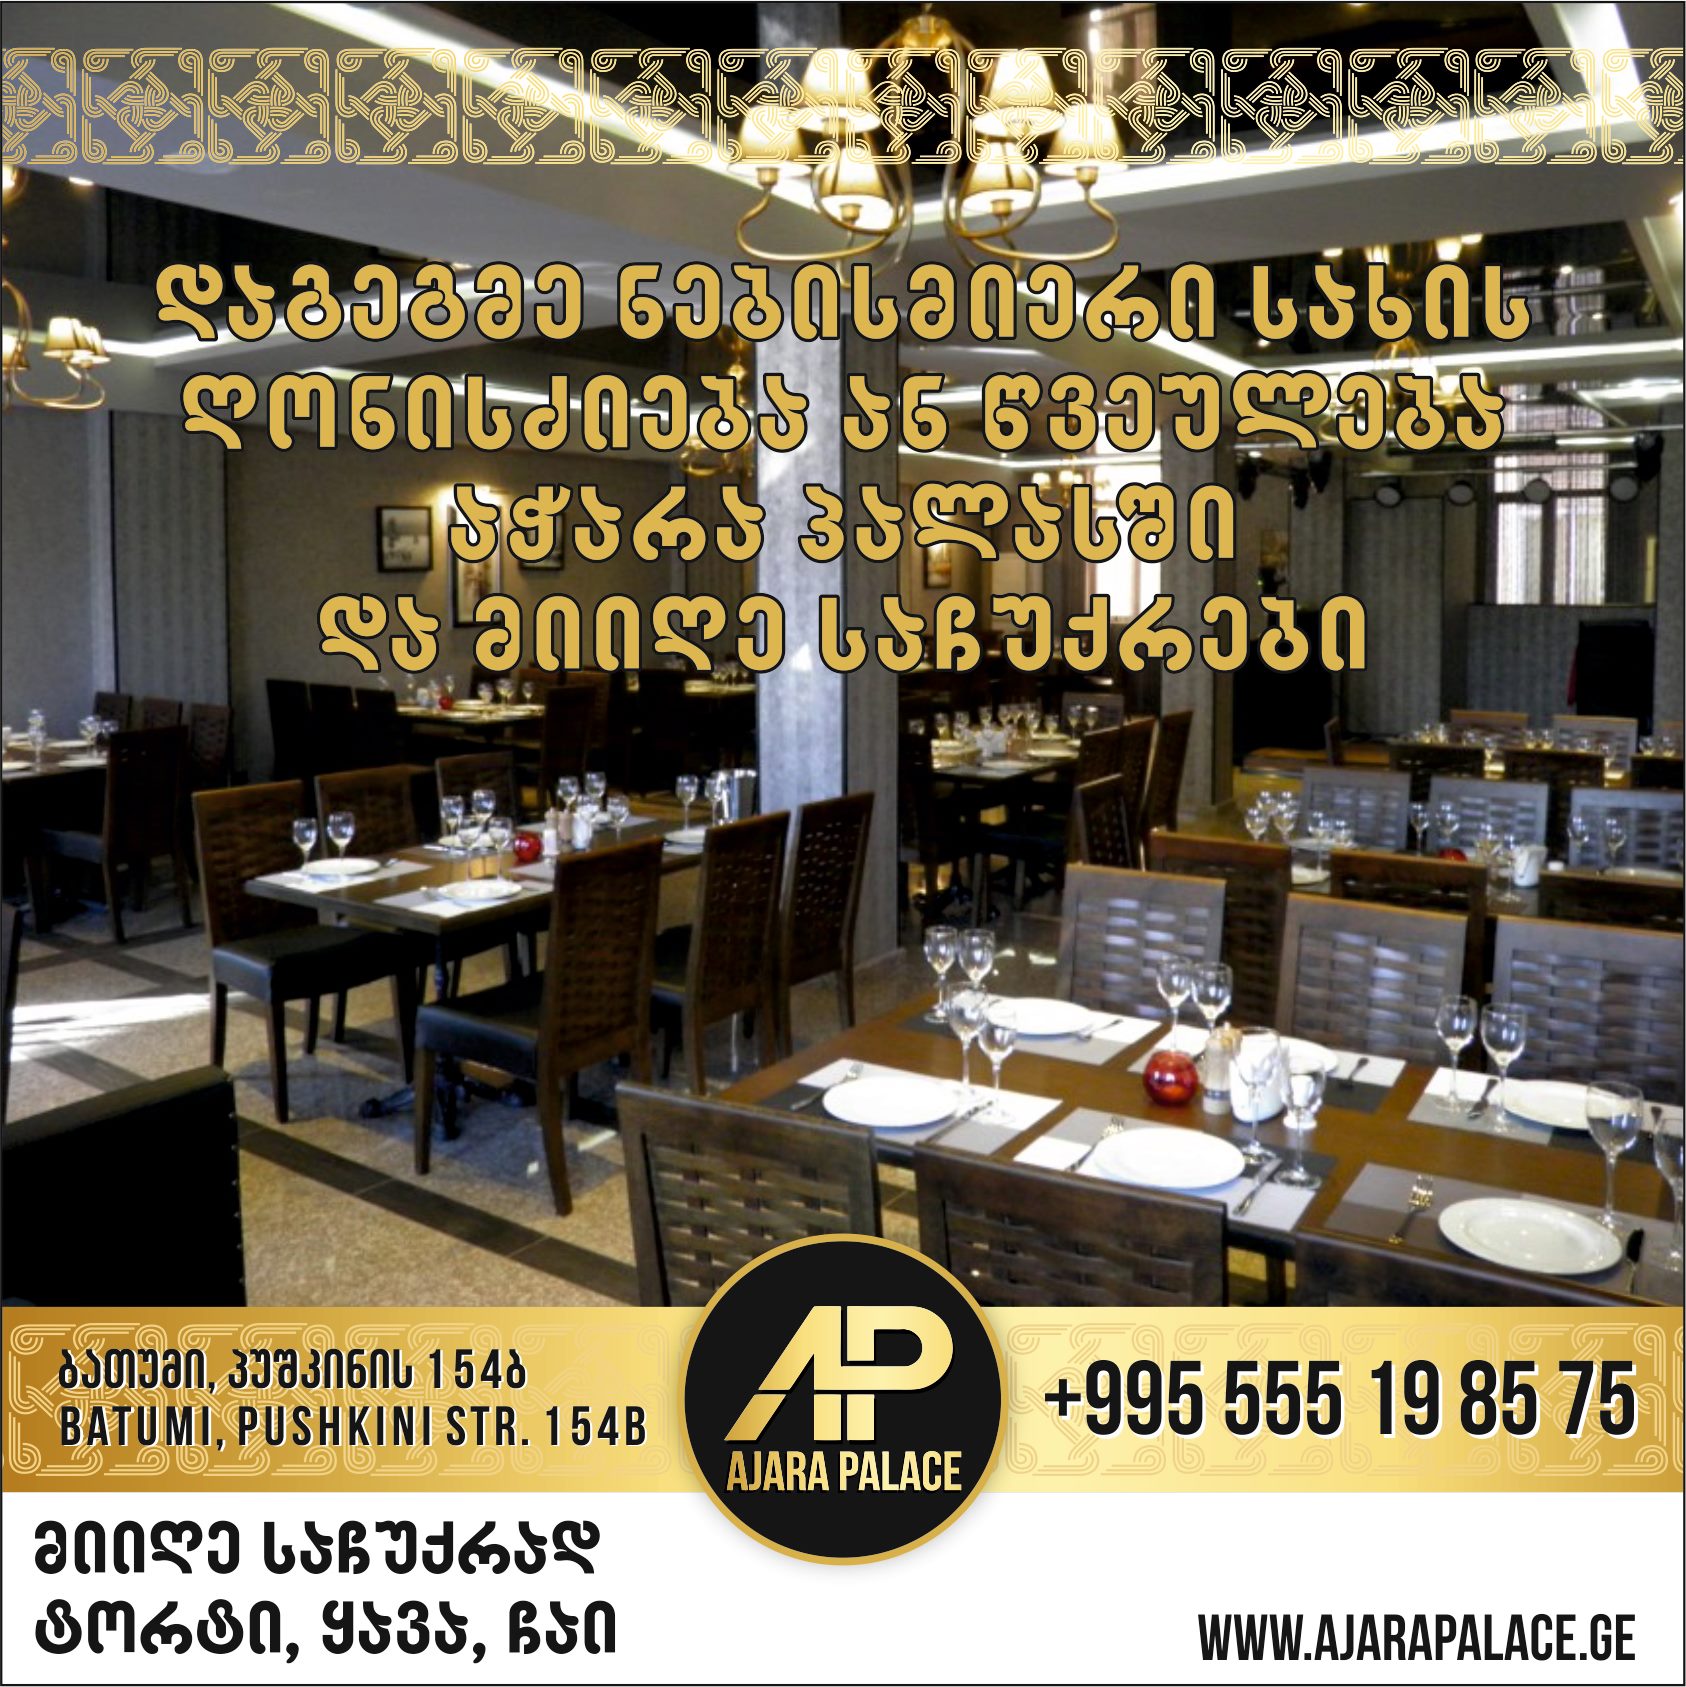 დაგეგმე ნებისმიერი სახის
ღონისძიება ან წვეულება
აჭარა პალასში
და მიიღე საჩუქრები
ბათუმი, პუშკინის 154ბ
BATUMI, PUSHKINI STR. 154B
AP
AJARA PALACE
+995 555 19 85 75
მიიღე საჩუქრად
ტორტი, ყავა, ჩაი
WWW.AJARAPALACE.GE